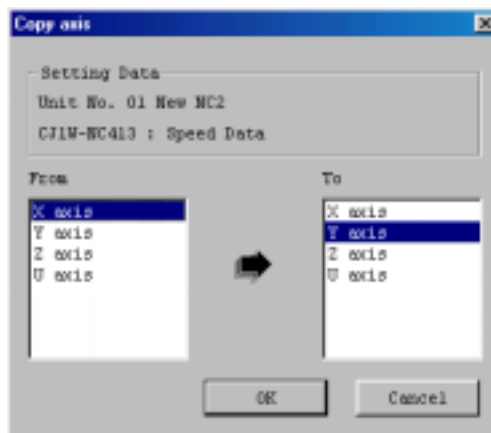 Copy axis
Setting Data
Unit No. 01 New NC2
CJ1W-NC413 : Speed Data
From
To
X axis
Y axis
Z axis
U axis
X axis
Y axis
Z axis
U axis
OK
Cancel